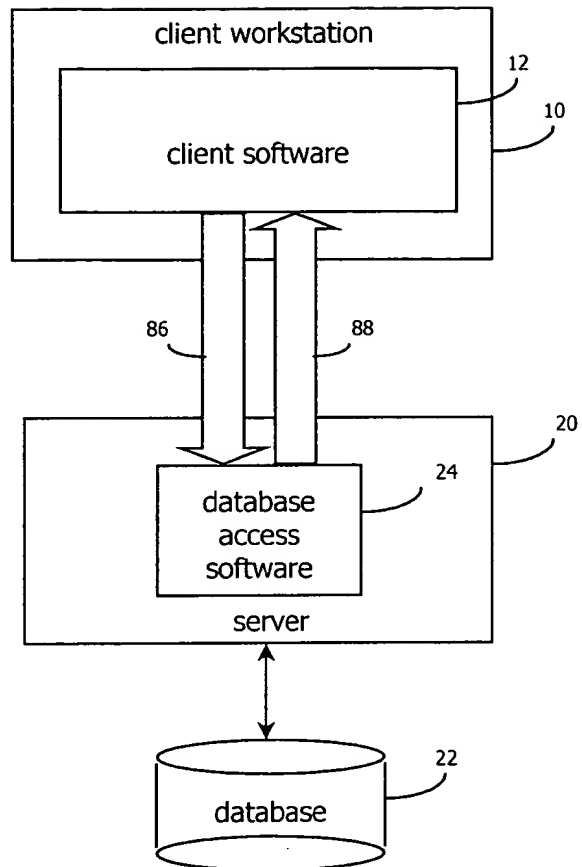 client workstation
12
10
client software
86
88
20
24
database
access
software
server
22
database